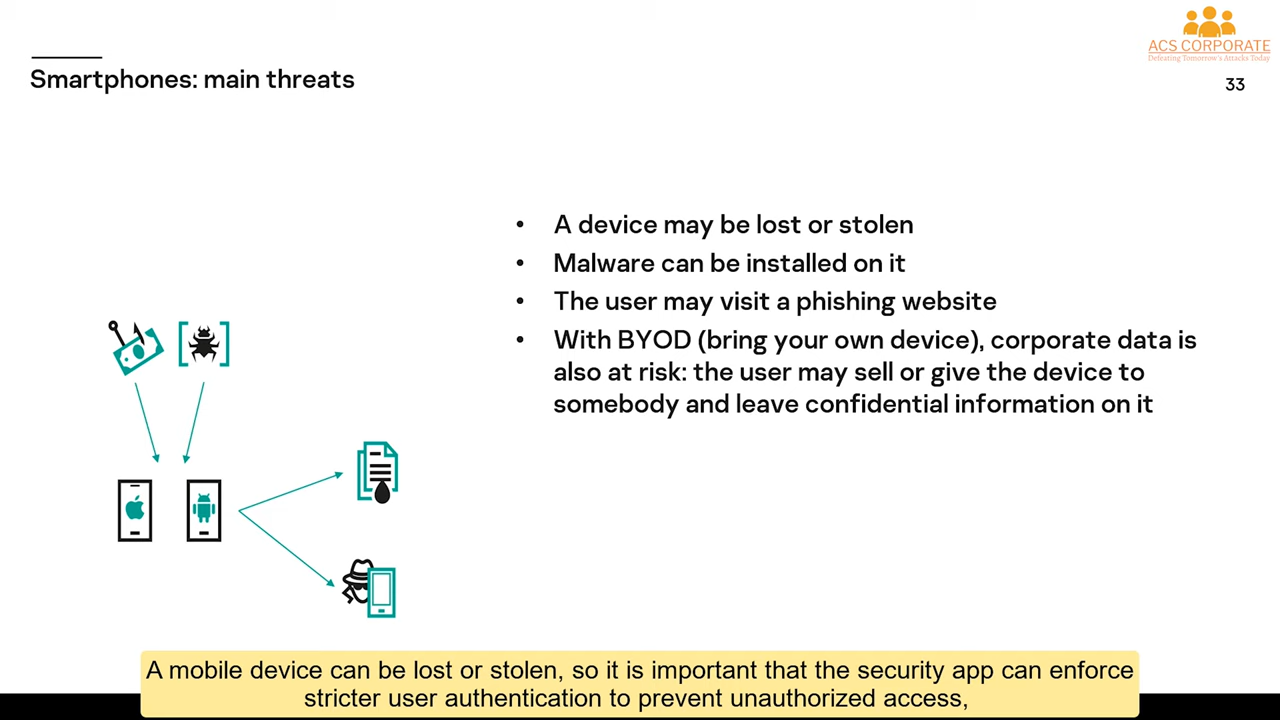 ACS CORPORATE
Defeating Tomorrow's Attacks Today
Smartphones: main threats
33
• A device may be lost or stolen
• Malware can be installed on it
• The user may visit a phishing website
• With BYOD (bring your own device), corporate data is
also at risk: the user may sell or give the device to
somebody and leave confidential information on it
A mobile device can be lost or stolen, so it is important that the security app can enforce
stricter user authentication to prevent unauthorized access,